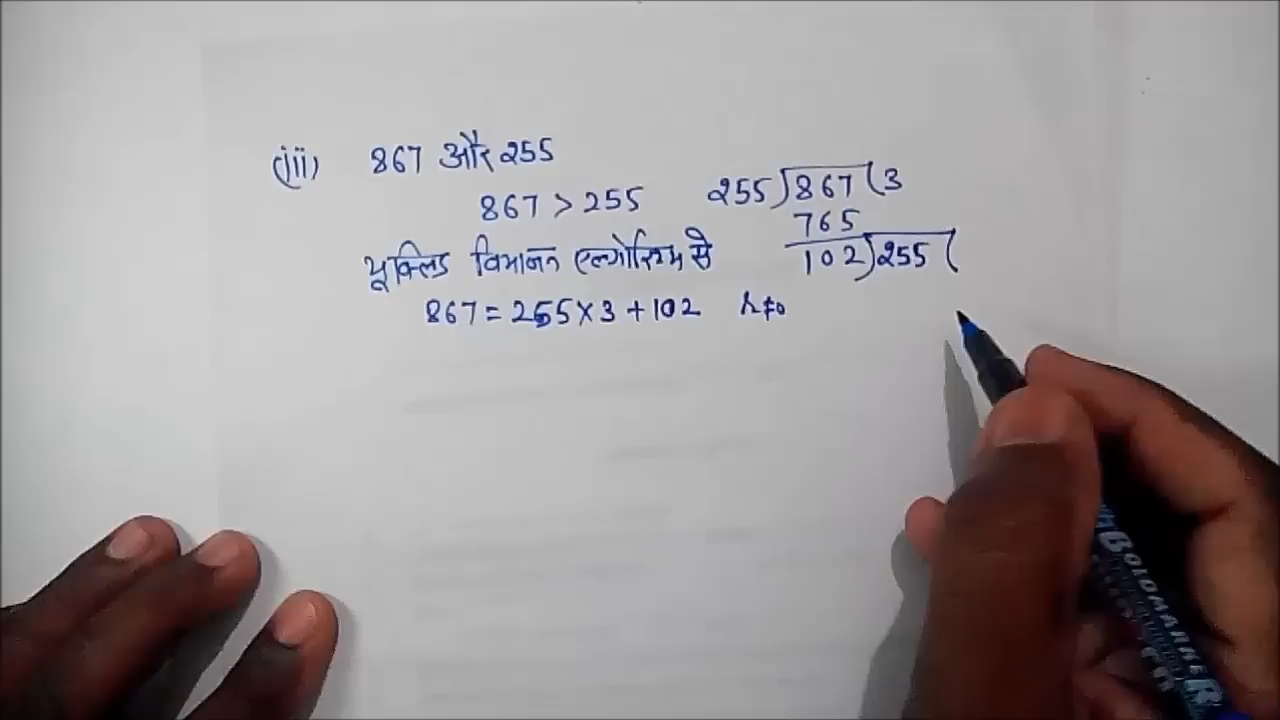 (iii) 867 और 255
867 > 255
यूक्लिड विभाजन एल्गोरिथ्म से
867 = 255 × 3 + 102 r ≠ 0
255)867(3
765
102)255(
BOLDMARKER